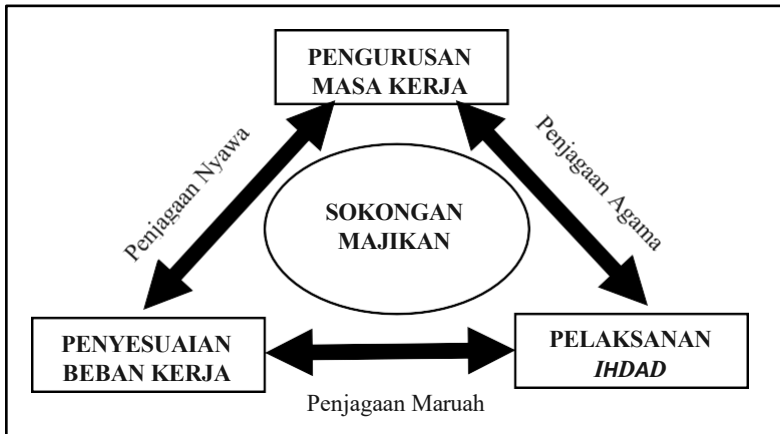 PENGURUSAN
MASA KERJA
Penjagaan Nyawa
Penjagaan Agama
SOKONGAN
MAJIKAN
PENYESUAIAN
BEBAN KERJA
PELAKSANAN
IHDAD
Penjagaan Maruah